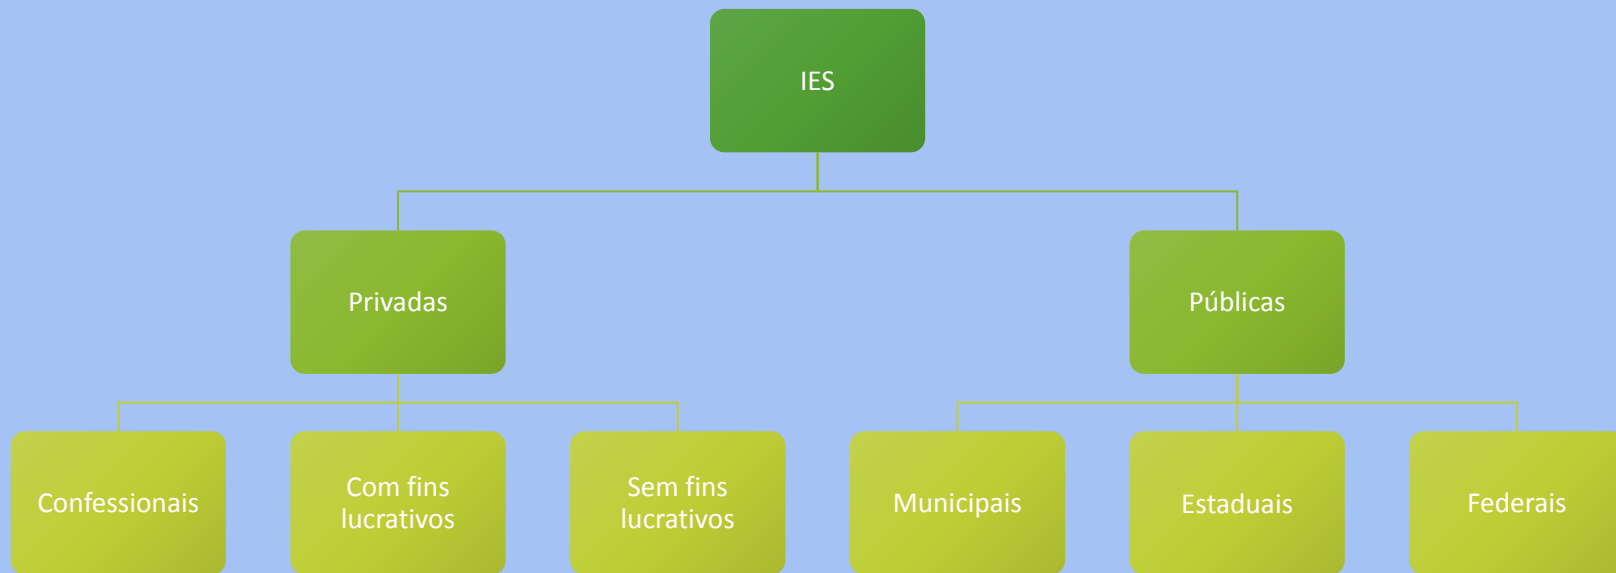 IES
Privadas
Públicas
Confessionais
Com fins
lucrativos
Sem fins
lucrativos
Municipais
Estaduais
Federais